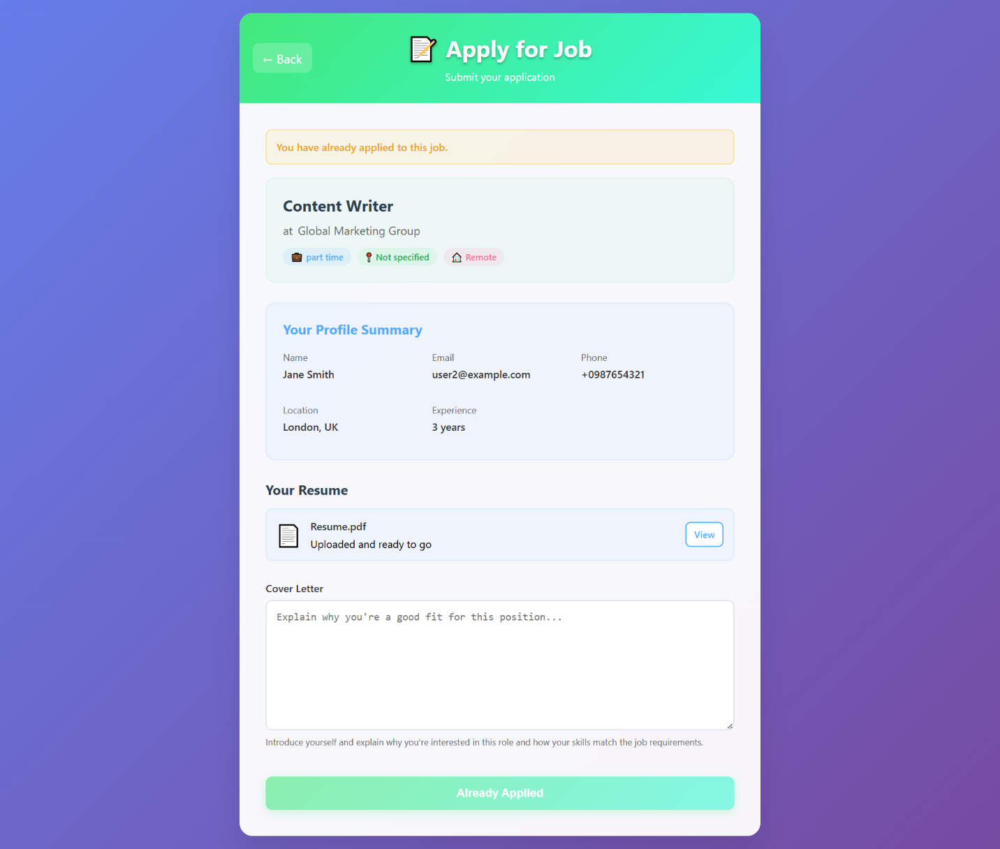 ← Back
Apply for Job
Submit your application
You have already applied to this job.
Content Writer
at Global Marketing Group
part time
Not specified
Remote
Your Profile Summary
Name
Jane Smith
Email
user2@example.com
Phone
+0987654321
Location
London, UK
Experience
3 years
Your Resume
Resume.pdf
Uploaded and ready to go
View
Cover Letter
Explain why you're a good fit for this position...
Introduce yourself and explain why you're interested in this role and how your skills match the job requirements.
Already Applied